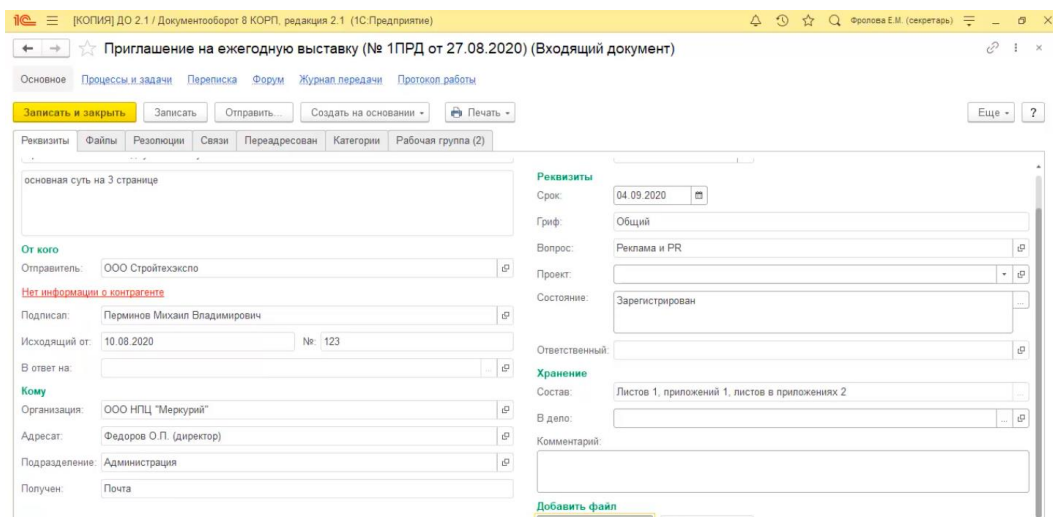 1С [КОПИЯ] ДО 2.1 / Документооборот 8 КОРП, редакция 2.1 (1С:Предприятие) Фролова Е.М. (секретарь)
Приглашение на ежегодную выставку (№ 1ПРД от 27.08.2020) (Входящий документ)
Основное Процессы и задачи Переписка Форум Журнал передачи Протокол работы
Записать и закрыть Записать Отправить... Создать на основании Печать Еще ?
Реквизиты Файлы Резолюции Связи Переадресован Категории Рабочая группа (2)
основная суть на 3 странице
От кого
Отправитель: ООО Стройтехэкспо
Нет информации о контрагенте
Подписал: Перминов Михаил Владимирович
Исходящий от: 10.08.2020 №: 123
В ответ на:
Кому
Организация: ООО НПЦ "Меркурий"
Адресат: Федоров О.П. (директор)
Подразделение: Администрация
Получен: Почта
Реквизиты
Срок: 04.09.2020
Гриф: Общий
Вопрос: Реклама и PR
Проект:
Состояние: Зарегистрирован
Ответственный:
Хранение
Состав: Листов 1, приложений 1, листов в приложениях 2
В дело:
Комментарий:
Добавить файл